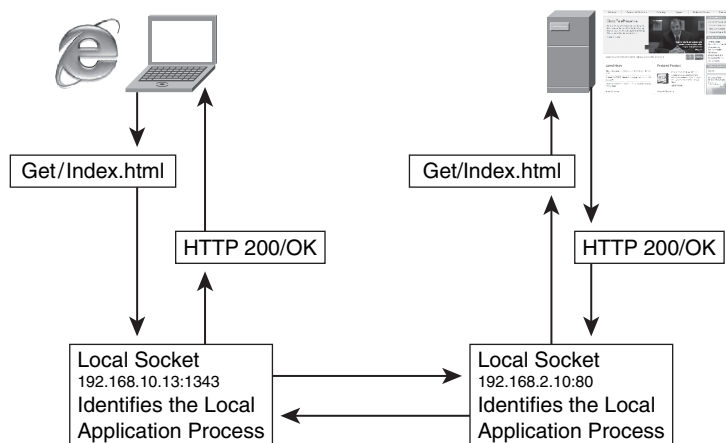 Get/Index.html
HTTP 200/OK
Get/Index.html
HTTP 200/OK
Local Socket
192.168.10.13:1343
Identifies the Local
Application Process
Local Socket
192.168.2.10:80
Identifies the Local
Application Process